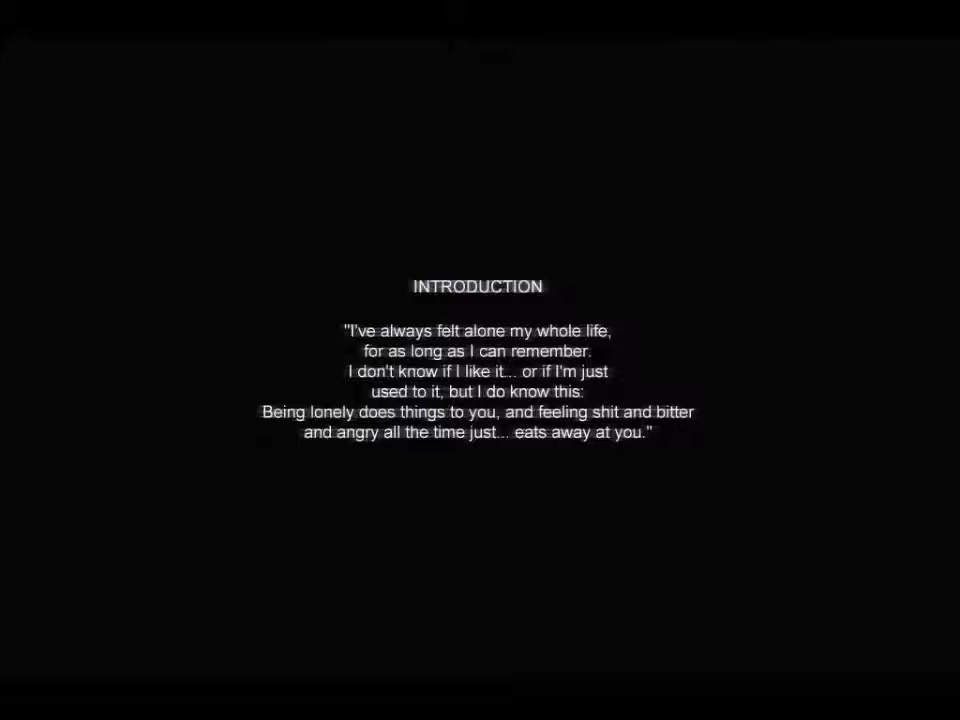 INTRODUCTION
"I've always felt alone my whole life,
for as long as I can remember.
I don't know if I like it... or if I'm just
used to it, but I do know this:
Being lonely does things to you, and feeling shit and bitter
and angry all the time just... eats away at you."